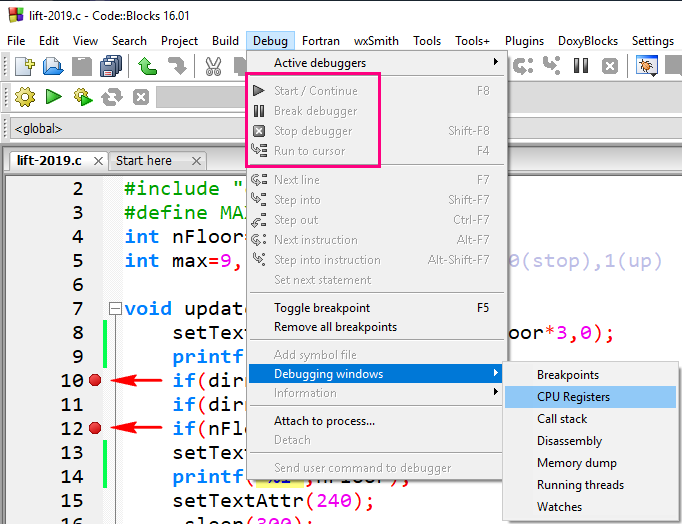 lift-2019.c - Code::Blocks 16.01
File Edit View Search Project Build Debug Fortran wxSmith Tools Tools+ Plugins DoxyBlocks Settings
Active debuggers
Start / Continue F8
Break debugger
Stop debugger Shift-F8
Run to cursor F4
Next line F7
Step into Shift-F7
Step out Ctrl-F7
Next instruction Alt-F7
Step into instruction Alt-Shift-F7
Set next statement
Toggle breakpoint F5
Remove all breakpoints
Add symbol file
Debugging windows
Information
Attach to process...
Detach
Send user command to debugger
Breakpoints
CPU Registers
Call stack
Disassembly
Memory dump
Running threads
Watches
<global>
lift-2019.c Start here
2 #include "
3 #define MA
4 int nFloor=
5 int max=9, 0(stop),1(up)
6
7 void updat
8 setText oor*3,0);
9 printf(
10 if(dir
11 if(dir
12 if(nFl
13 setText
14 printf( ,nFloor);
15 setTextAttr(240);
16 sleep(300);